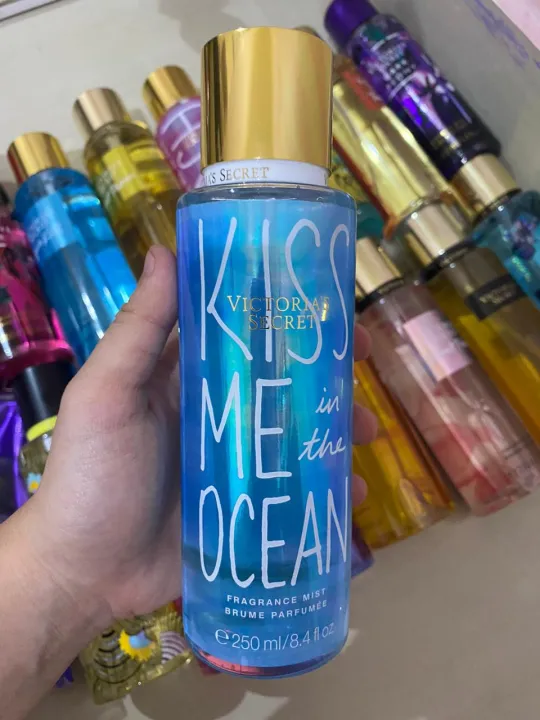 A'S SECRET
KISS
VICTORIA'S
SECRET
ME in
the
OCEAN
FRAGRANCE MIST
BRUME PARFUMÉE
℮ 250 ml/8.4 fl oz